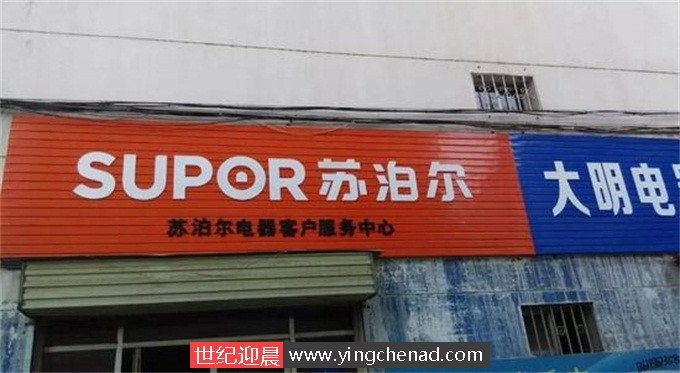 SUPOR 苏泊尔
苏泊尔电器客户服务中心
大明电
世纪迎晨 www.yingchenad.com